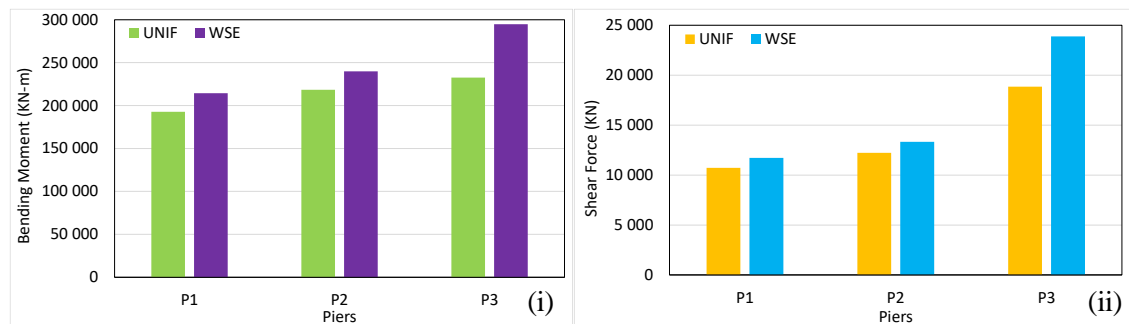 300 000
250 000
200 000
150 000
100 000
50 000
0
Bending Moment (KN-m)
UNIF WSE
P1 P2 P3
Piers
(i)
25 000
20 000
15 000
10 000
5 000
0
Shear Force (KN)
UNIF WSE
P1 P2 P3
Piers
(ii)